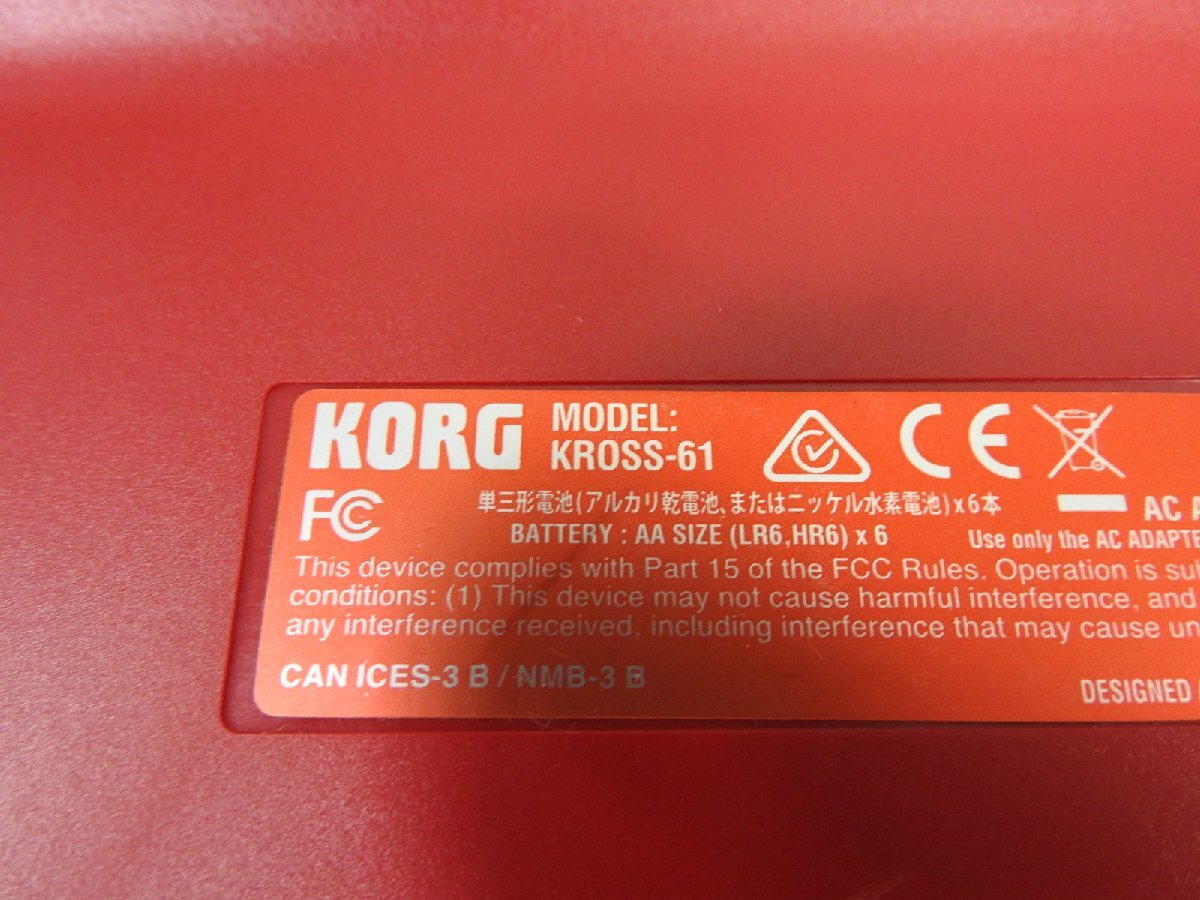 KORG
MODEL:
KROSS-61
CE
FC
単三形電池(アルカリ乾電池、またはニッケル水素電池)x6本
AC
BATTERY : AA SIZE (LR6,HR6) x 6
Use only the AC ADAPTE
This device complies with Part 15 of the FCC Rules. Operation is sub
conditions: (1) This device may not cause harmful interference, and
any interference received, including interference that may cause un
CAN ICES-3 B / NMB-3 B
DESIGNED